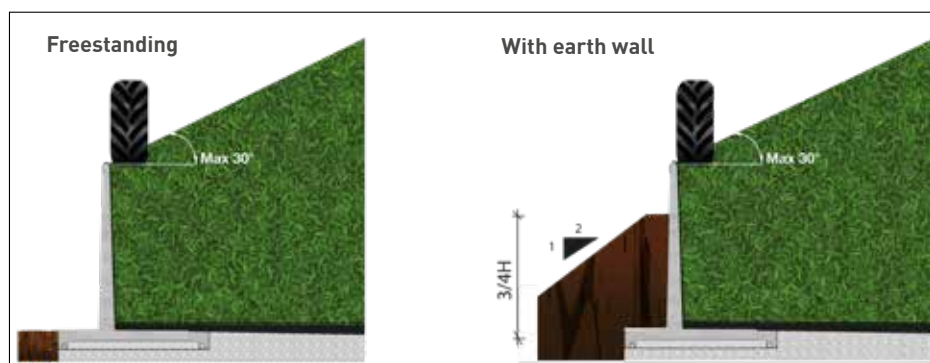 Freestanding
With earth wall
Max 30°
Max 30°
2
1
3/4H